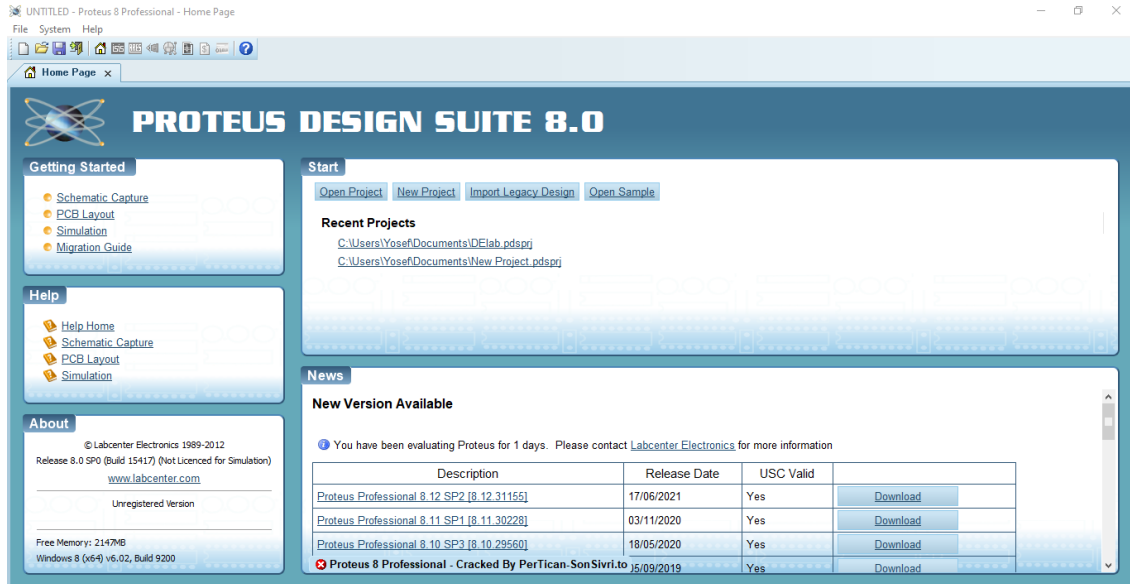 UNTITLED - Proteus 8 Professional - Home Page
File System Help
Home Page x
PROTEUS DESIGN SUITE 8.0
Getting Started
Schematic Capture
PCB Layout
Simulation
Migration Guide
Help
Help Home
Schematic Capture
PCB Layout
Simulation
About
© Labcenter Electronics 1989-2012
Release 8.0 SP0 (Build 15417) (Not Licenced for Simulation)
www.labcenter.com
Unregistered Version
Free Memory: 2147MB
Windows 8 (x64) v6.02, Build 9200
Start
Open Project New Project Import Legacy Design Open Sample
Recent Projects
C:\Users\Yosef\Documents\DElab.pdsprj
C:\Users\Yosef\Documents\New Project.pdsprj
News
New Version Available
You have been evaluating Proteus for 1 days. Please contact Labcenter Electronics for more information
Description Release Date USC Valid
Proteus Professional 8.12 SP2 [8.12.31155] 17/06/2021 Yes Download
Proteus Professional 8.11 SP1 [8.11.30228] 03/11/2020 Yes Download
Proteus Professional 8.10 SP3 [8.10.29560] 18/05/2020 Yes Download
Proteus 8 Professional - Cracked By PerTican-SonSivri.to 05/09/2019 Yes Download